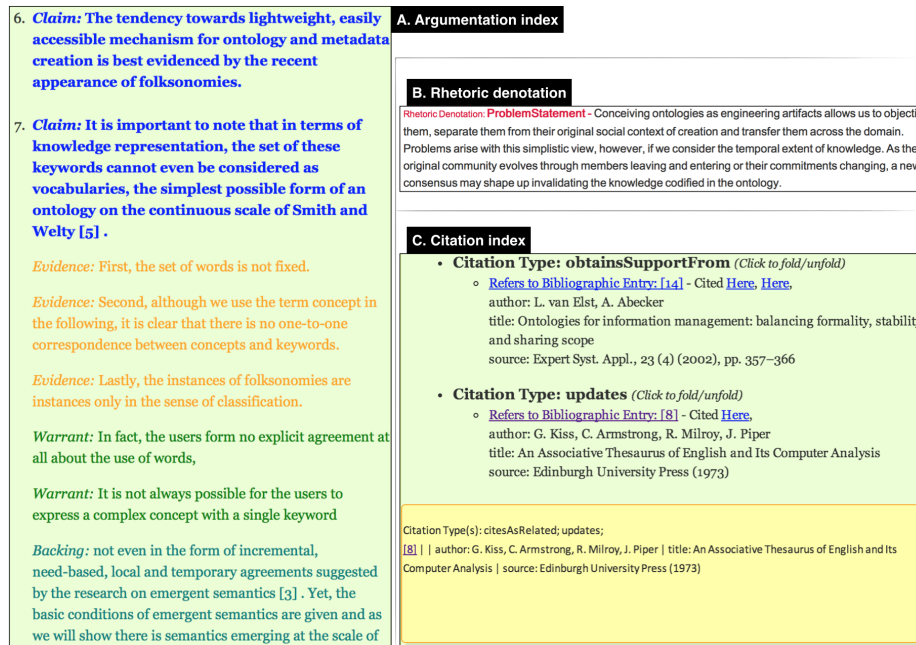 6. Claim: The tendency towards lightweight, easily
accessible mechanism for ontology and metadata
creation is best evidenced by the recent
appearance of folksonomies.
7. Claim: It is important to note that in terms of
knowledge representation, the set of these
keywords cannot even be considered as
vocabularies, the simplest possible form of an
ontology on the continuous scale of Smith and
Welty [5] .
Evidence: First, the set of words is not fixed.
Evidence: Second, although we use the term concept in
the following, it is clear that there is no one-to-one
correspondence between concepts and keywords.
Evidence: Lastly, the instances of folksonomies are
instances only in the sense of classification.
Warrant: In fact, the users form no explicit agreement at
all about the use of words,
Warrant: It is not always possible for the users to
express a complex concept with a single keyword
Backing: not even in the form of incremental,
need-based, local and temporary agreements suggested
by the research on emergent semantics [3] . Yet, the
basic conditions of emergent semantics are given and as
we will show there is semantics emerging at the scale of
A. Argumentation index
B. Rhetoric denotation
Rhetoric Denotation: ProblemStatement - Conceiving ontologies as engineering artifacts allows us to objecti
them, separate them from their original social context of creation and transfer them across the domain.
Problems arise with this simplistic view, however, if we consider the temporal extent of knowledge. As the
original community evolves through members leaving and entering or their commitments changing, a new
consensus may shape up invalidating the knowledge codified in the ontology.
C. Citation index
• Citation Type: obtainsSupportFrom (Click to fold/unfold)
○ Refers to Bibliographic Entry: [14] - Cited Here, Here,
author: L. van Elst, A. Abecker
title: Ontologies for information management: balancing formality, stability
and sharing scope
source: Expert Syst. Appl., 23 (4) (2002), pp. 357–366
• Citation Type: updates (Click to fold/unfold)
○ Refers to Bibliographic Entry: [8] - Cited Here,
author: G. Kiss, C. Armstrong, R. Milroy, J. Piper
title: An Associative Thesaurus of English and Its Computer Analysis
source: Edinburgh University Press (1973)
Citation Type(s): citesAsRelated; updates;
[8] | | author: G. Kiss, C. Armstrong, R. Milroy, J. Piper | title: An Associative Thesaurus of English and Its
Computer Analysis | source: Edinburgh University Press (1973)